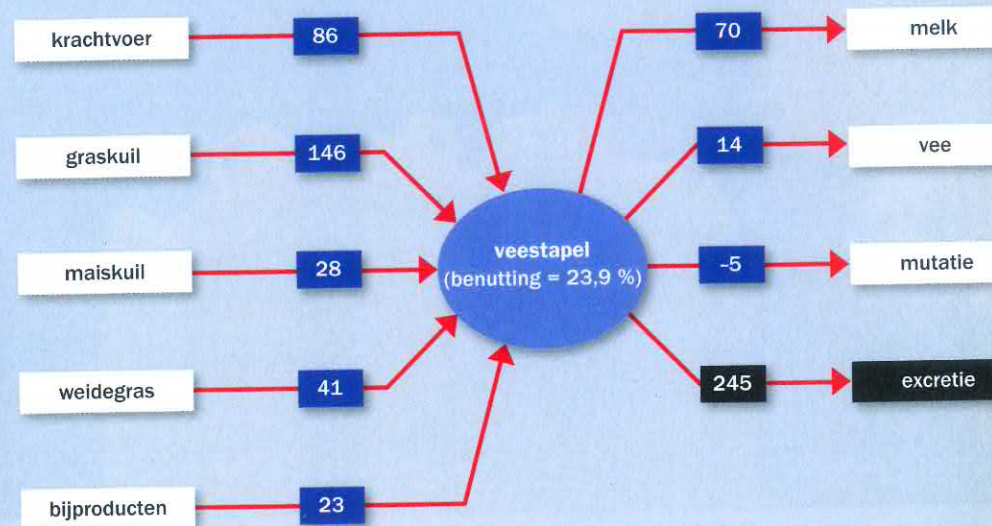 krachtvoer
86
70
melk
graskuil
146
14
vee
veestapel
(benutting = 23,9 %)
maiskuil
28
-5
mutatie
weidegras
41
245
excretie
bijproducten
23